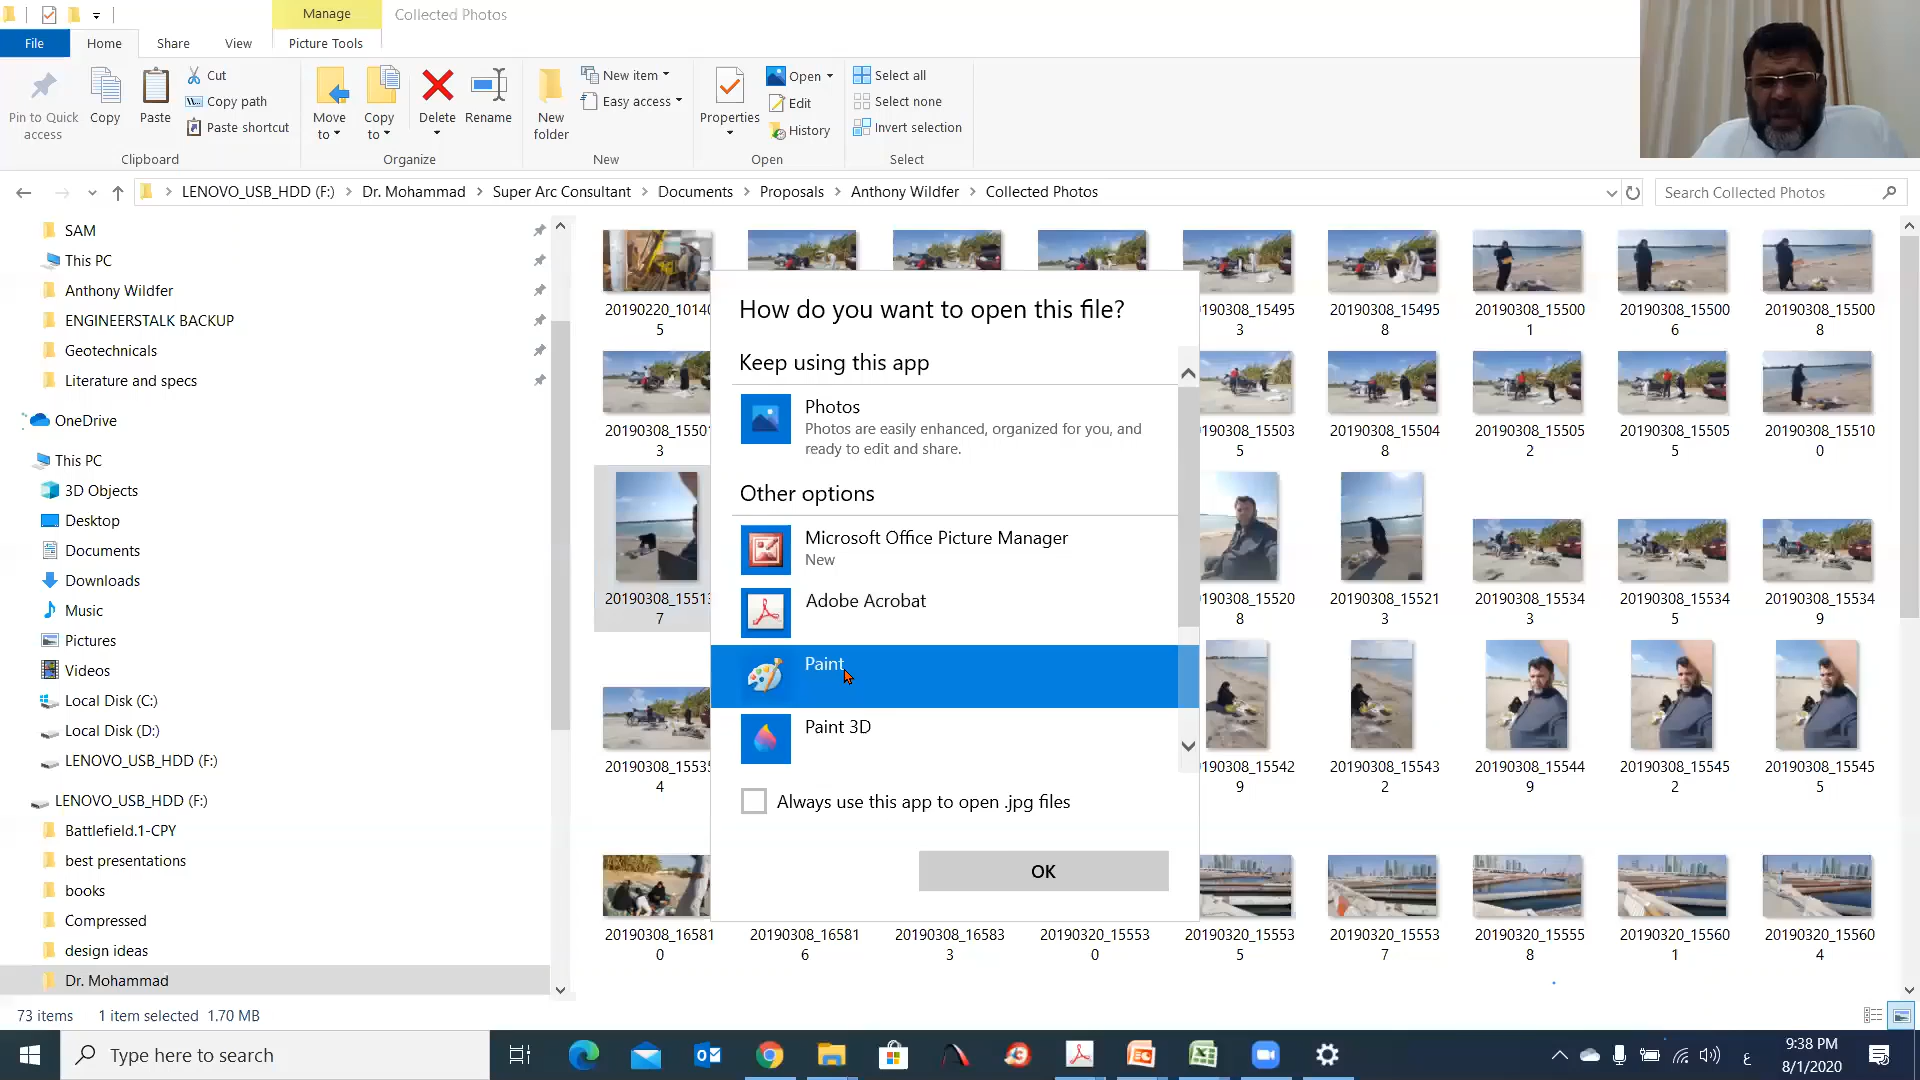 Manage
Collected Photos
File
Home
Share
View
Picture Tools
Pin to Quick access
Copy
Paste
Cut
Copy path
Paste shortcut
Clipboard
Move to
Copy to
Delete
Rename
Organize
New folder
New item
Easy access
New
Properties
Open
Edit
History
Open
Select all
Select none
Invert selection
Select
LENOVO_USB_HDD (F:) > Dr. Mohammad > Super Arc Consultant > Documents > Proposals > Anthony Wildfer > Collected Photos
Search Collected Photos
SAM
This PC
Anthony Wildfer
ENGINEERSTALK BACKUP
Geotechnicals
Literature and specs
OneDrive
This PC
3D Objects
Desktop
Documents
Downloads
Music
Pictures
Videos
Local Disk (C:)
Local Disk (D:)
LENOVO_USB_HDD (F:)
LENOVO_USB_HDD (F:)
Battlefield.1-CPY
best presentations
books
Compressed
design ideas
Dr. Mohammad
20190220_10140
5
20190308_15495
3
20190308_15495
8
20190308_15500
1
20190308_15500
6
20190308_15500
8
20190308_15501
3
20190308_15503
5
20190308_15504
8
20190308_15505
2
20190308_15505
5
20190308_15510
0
20190308_15513
7
20190308_15520
8
20190308_15521
3
20190308_15534
3
20190308_15534
5
20190308_15534
9
20190308_15535
4
20190308_15542
9
20190308_15543
2
20190308_15544
9
20190308_15545
2
20190308_15545
5
20190308_16581
0
20190308_16581
6
20190308_16583
3
20190320_15553
0
20190320_15553
5
20190320_15553
7
20190320_15555
8
20190320_15560
1
20190320_15560
4
How do you want to open this file?
Keep using this app
Photos
Photos are easily enhanced, organized for you, and
ready to edit and share.
Other options
Microsoft Office Picture Manager
New
Adobe Acrobat
Paint
Paint 3D
Always use this app to open .jpg files
OK
73 items
1 item selected 1.70 MB
Type here to search
ع
9:38 PM
8/1/2020